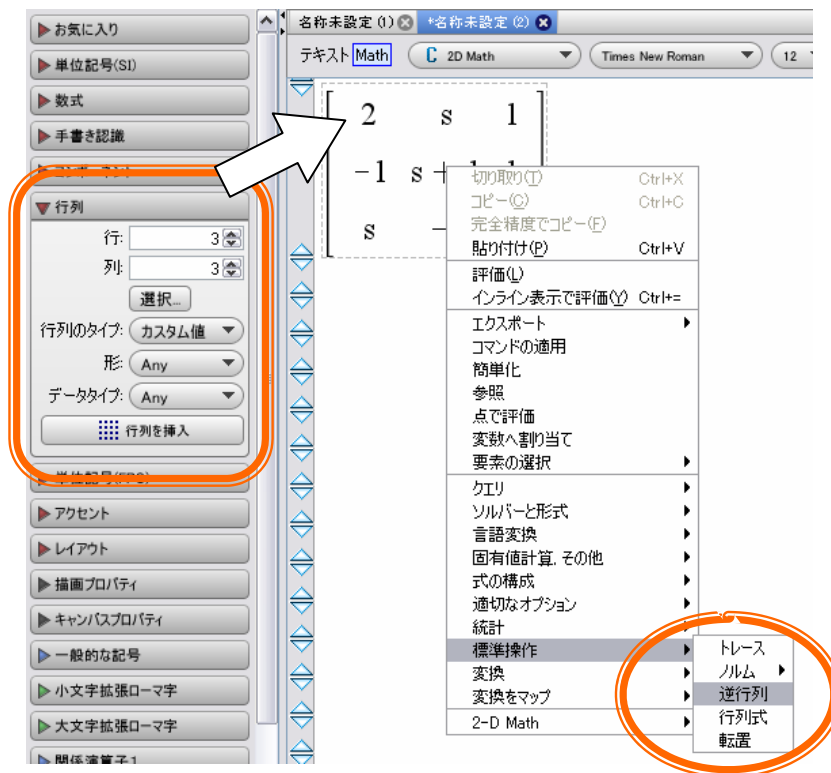 お気に入り
単位記号(SI)
数式
手書き認識
行列
行: 3
列: 3
選択...
行列のタイプ: カスタム値
形: Any
データタイプ: Any
行列を挿入
アクセント
レイアウト
描画プロパティ
キャンバスプロパティ
一般的な記号
小文字拡張ローマ字
大文字拡張ローマ字
関係演算子1
名称未設定 (1) *名称未設定 (2)
テキスト Math C 2D Math Times New Roman 12
2 s 1
-1 s + 1 1
s -
切り取り(T) Ctrl+X
コピー(C) Ctrl+C
完全精度でコピー(F)
貼り付け(P) Ctrl+V
評価(L)
インライン表示で評価(Y) Ctrl+=
エクスポート
コマンドの適用
簡単化
参照
点で評価
変数へ割り当て
要素の選択
クエリ
ソルバーと形式
言語変換
固有値計算, その他
式の構成
適切なオプション
統計
標準操作
変換
変換をマップ
2-D Math
トレース
ノルム
逆行列
行列式
転置